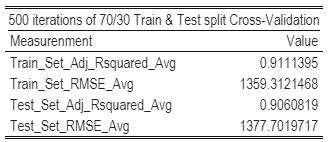 500 iterations of 70/30 Train & Test split Cross-Validation
Measurenment Value
Train_Set_Adj_Rsquared_Avg 0.9111395
Train_Set_RMSE_Avg 1359.3121468
Test_Set_Adj_Rsquared_Avg 0.9060819
Test_Set_RMSE_Avg 1377.7019717